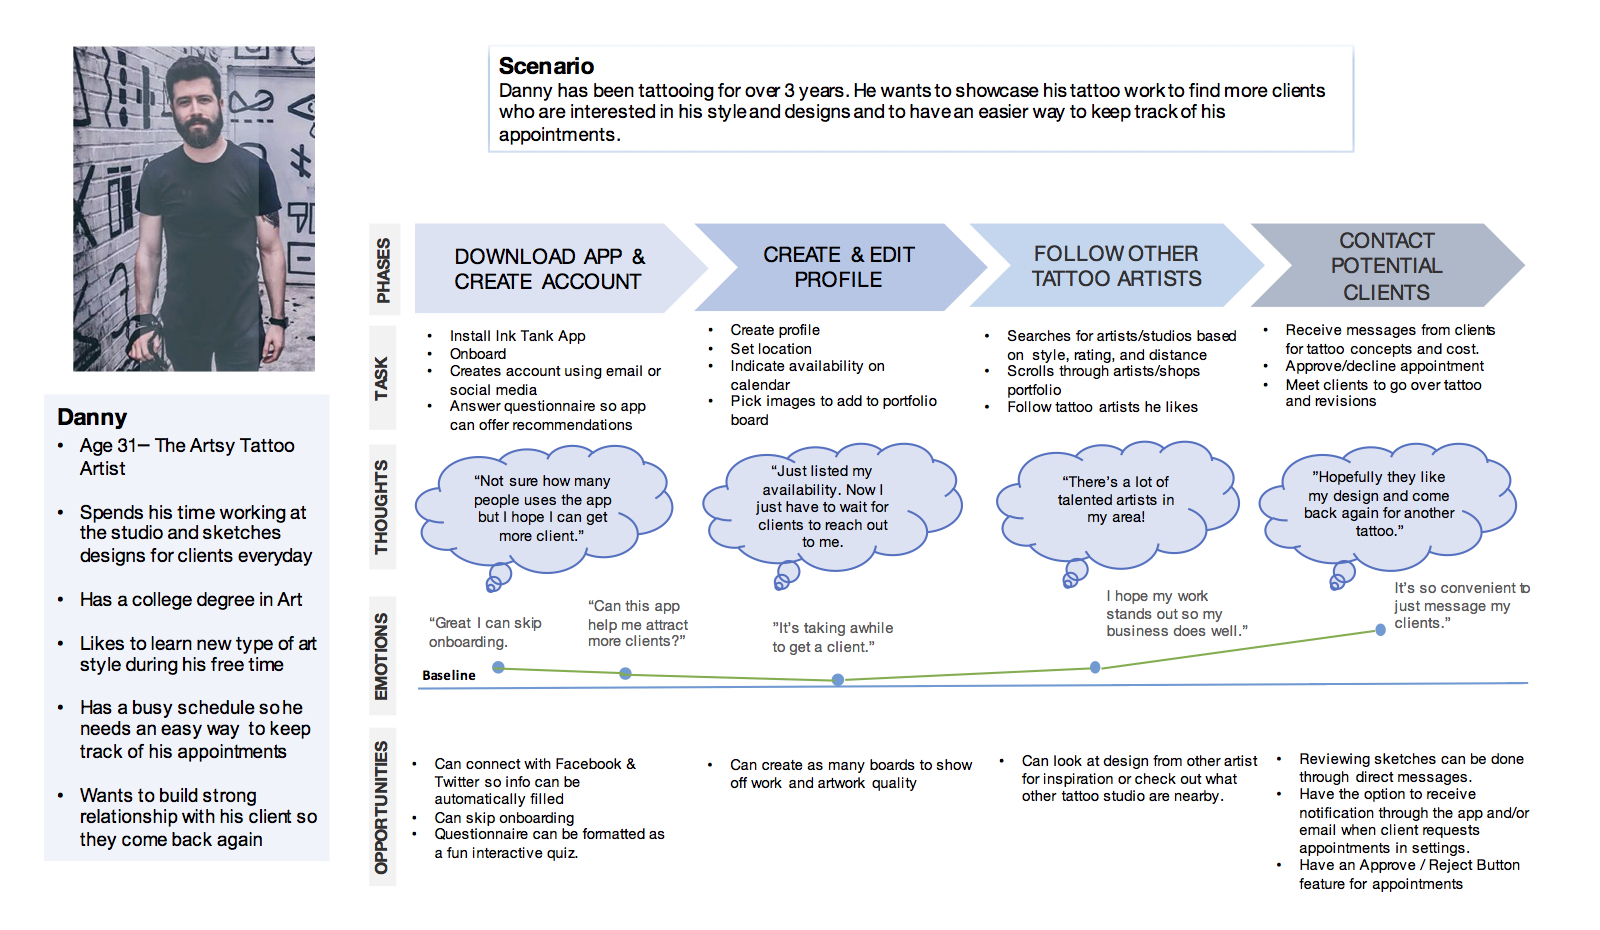 Scenario
Danny has been tattooing for over 3 years. He wants to showcase his tattoo work to find more clients
who are interested in his style and designs and to have an easier way to keep track of his
appointments.
Danny
• Age 31– The Artsy Tattoo
Artist
• Spends his time working at
the studio and sketches
designs for clients everyday
• Has a college degree in Art
• Likes to learn new type of art
style during his free time
• Has a busy schedule so he
needs an easy way to keep
track of his appointments
• Wants to build strong
relationship with his client so
they come back again
PHASES
DOWNLOAD APP &
CREATE ACCOUNT
CREATE & EDIT
PROFILE
FOLLOW OTHER
TATTOO ARTISTS
CONTACT
POTENTIAL
CLIENTS
TASK
• Install Ink Tank App
• Onboard
• Creates account using email or
social media
• Answer questionnaire so app
can offer recommendations
• Create profile
• Set location
• Indicate availability on
calendar
• Pick images to add to portfolio
board
• Searches for artists/studios based
on style, rating, and distance
• Scrolls through artists/shops
portfolio
• Follow tattoo artists he likes
• Receive messages from clients
for tattoo concepts and cost.
• Approve/decline appointment
• Meet clients to go over tattoo
and revisions
THOUGHTS
“Not sure how many
people uses the app
but I hope I can get
more client.”
“Just listed my
availability. Now I
just have to wait for
clients to reach out
to me.
“There’s a lot of
talented artists in
my area!
”Hopefully they like
my design and come
back again for another
tattoo.”
EMOTIONS
“Great I can skip
onboarding.
“Can this app
help me attract
more clients?”
”It’s taking awhile
to get a client.”
I hope my work
stands out so my
business does well.”
It’s so convenient to
just message my
clients.”
Baseline
OPPORTUNITIES
• Can connect with Facebook &
Twitter so info can be
automatically filled
• Can skip onboarding
• Questionnaire can be formatted as
a fun interactive quiz.
• Can create as many boards to show
off work and artwork quality
• Can look at design from other artist
for inspiration or check out what
other tattoo studio are nearby.
• Reviewing sketches can be done
through direct messages.
• Have the option to receive
notification through the app and/or
email when client requests
appointments in settings.
• Have an Approve / Reject Button
feature for appointments